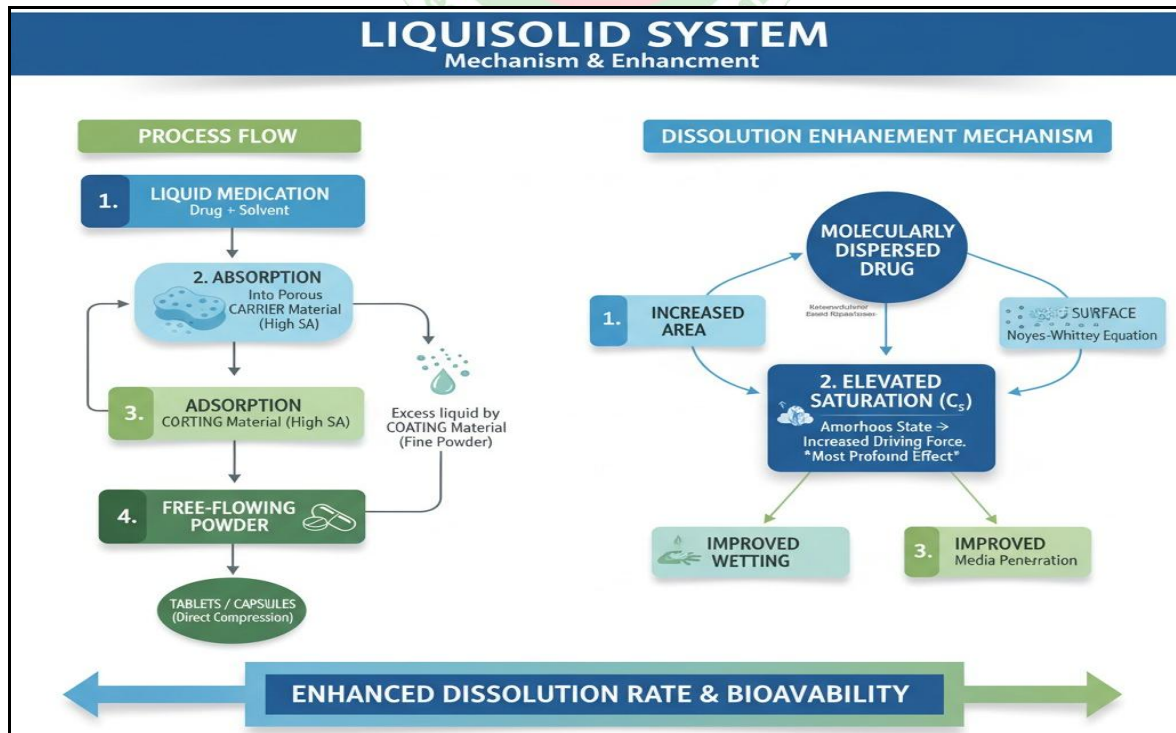 LIQUISOLID SYSTEM
Mechanism & Enhancment
PROCESS FLOW
1.
LIQUID MEDICATION
Drug + Solvent
2. ABSORPTION
Into Porous
CARRIER Material
(High SA)
3.
ADSORPTION
CORTING Material (High SA)
Excess liquid by
COATING Material
(Fine Powder)
4.
FREE-FLOWING
POWDER
TABLETS / CAPSULES
(Direct Compression)
DISSOLUTION ENHANEMENT MECHANISM
MOLECULARLY
DISPERSED
DRUG
1.
INCREASED
AREA
SURFACE
Noyes-Whittey Equation
2. ELEVATED
SATURATION (Cs)
Amorhoos State →
Increased Driving Force.
"Most Profoind Effect"
IMPROVED
WETTING
3.
IMPROVED
Media Penetration
ENHANCED DISSOLUTION RATE & BIOAVABILITY